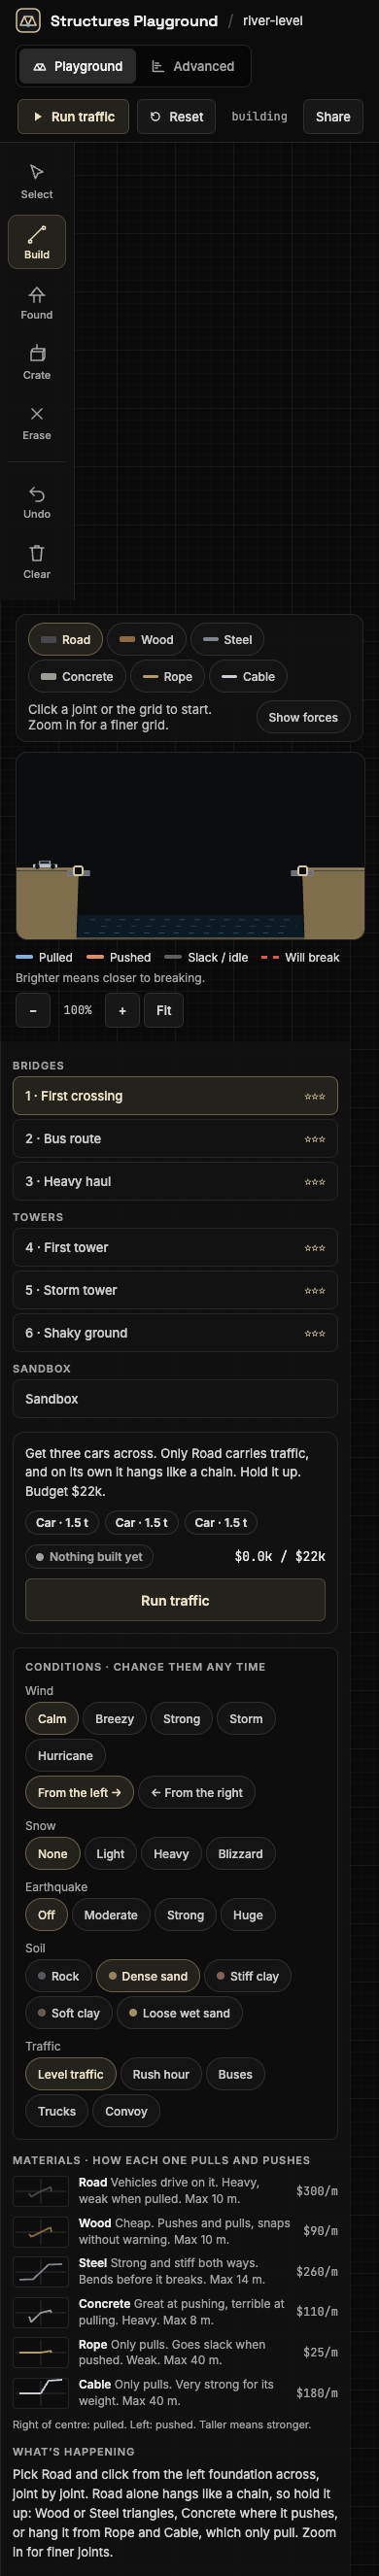 Structures Playground / river-level
Playground Advanced
Run traffic Reset building Share
Select
Build
Found
Crate
Erase
Undo
Clear
Road Wood Steel
Concrete Rope Cable
Click a joint or the grid to start.
Zoom in for a finer grid.
Show forces
Pulled Pushed Slack / idle Will break
Brighter means closer to breaking.
− 100% + Fit
BRIDGES
1 · First crossing ☆☆☆
2 · Bus route ☆☆☆
3 · Heavy haul ☆☆☆
TOWERS
4 · First tower ☆☆☆
5 · Storm tower ☆☆☆
6 · Shaky ground ☆☆☆
SANDBOX
Sandbox
Get three cars across. Only Road carries traffic,
and on its own it hangs like a chain. Hold it up.
Budget $22k.
Car · 1.5 t Car · 1.5 t Car · 1.5 t
Nothing built yet $0.0k / $22k
Run traffic
CONDITIONS · CHANGE THEM ANY TIME
Wind
Calm Breezy Strong Storm
Hurricane
From the left → ← From the right
Snow
None Light Heavy Blizzard
Earthquake
Off Moderate Strong Huge
Soil
Rock Dense sand Stiff clay
Soft clay Loose wet sand
Traffic
Level traffic Rush hour Buses
Trucks Convoy
MATERIALS · HOW EACH ONE PULLS AND PUSHES
Road Vehicles drive on it. Heavy,
weak when pulled. Max 10 m.
$300/m
Wood Cheap. Pushes and pulls, snaps
without warning. Max 10 m.
$90/m
Steel Strong and stiff both ways.
Bends before it breaks. Max 14 m.
$260/m
Concrete Great at pushing, terrible at
pulling. Heavy. Max 8 m.
$110/m
Rope Only pulls. Goes slack when
pushed. Weak. Max 40 m.
$25/m
Cable Only pulls. Very strong for its
weight. Max 40 m.
$180/m
Right of centre: pulled. Left: pushed. Taller means stronger.
WHAT'S HAPPENING
Pick Road and click from the left foundation across,
joint by joint. Road alone hangs like a chain, so hold it
up: Wood or Steel triangles, Concrete where it pushes,
or hang it from Rope and Cable, which only pull. Zoom
in for finer joints.